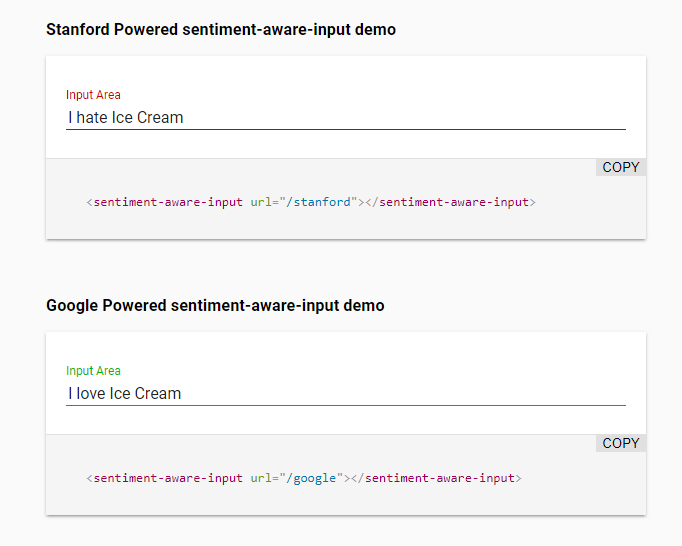 Stanford Powered sentiment-aware-input demo
Input Area
I hate Ice Cream
COPY
<sentiment-aware-input url="/stanford"></sentiment-aware-input>
Google Powered sentiment-aware-input demo
Input Area
I love Ice Cream
COPY
<sentiment-aware-input url="/google"></sentiment-aware-input>